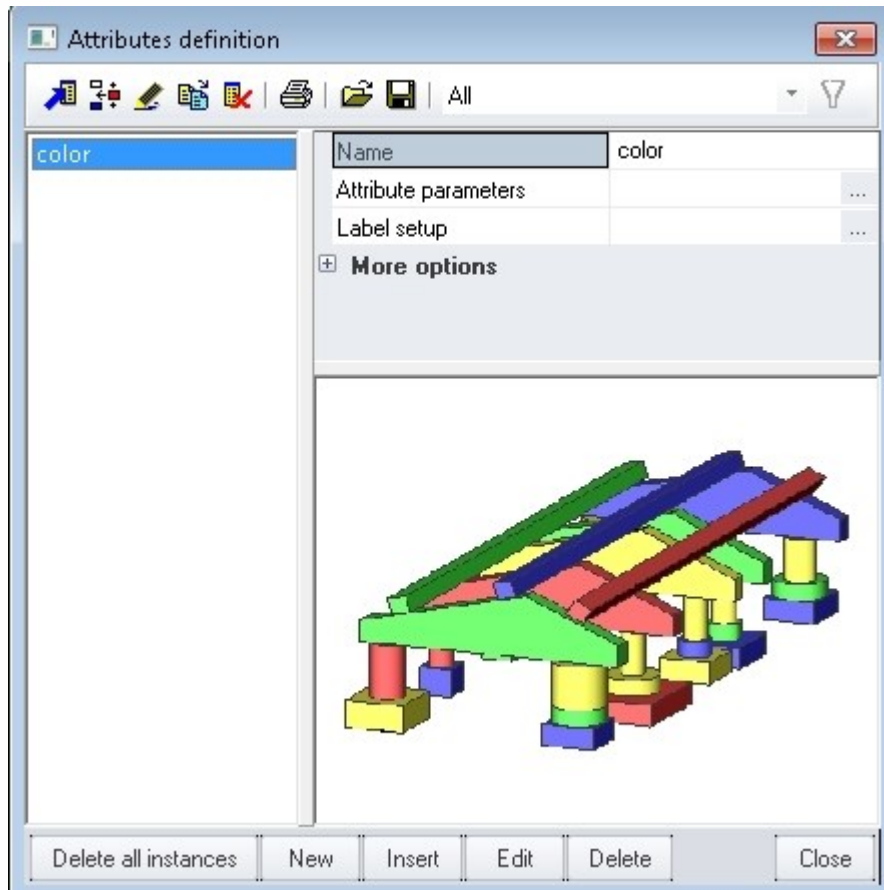 Attributes definition
All
color
Name color
Attribute parameters ...
Label setup ...
More options
Delete all instances New Insert Edit Delete Close